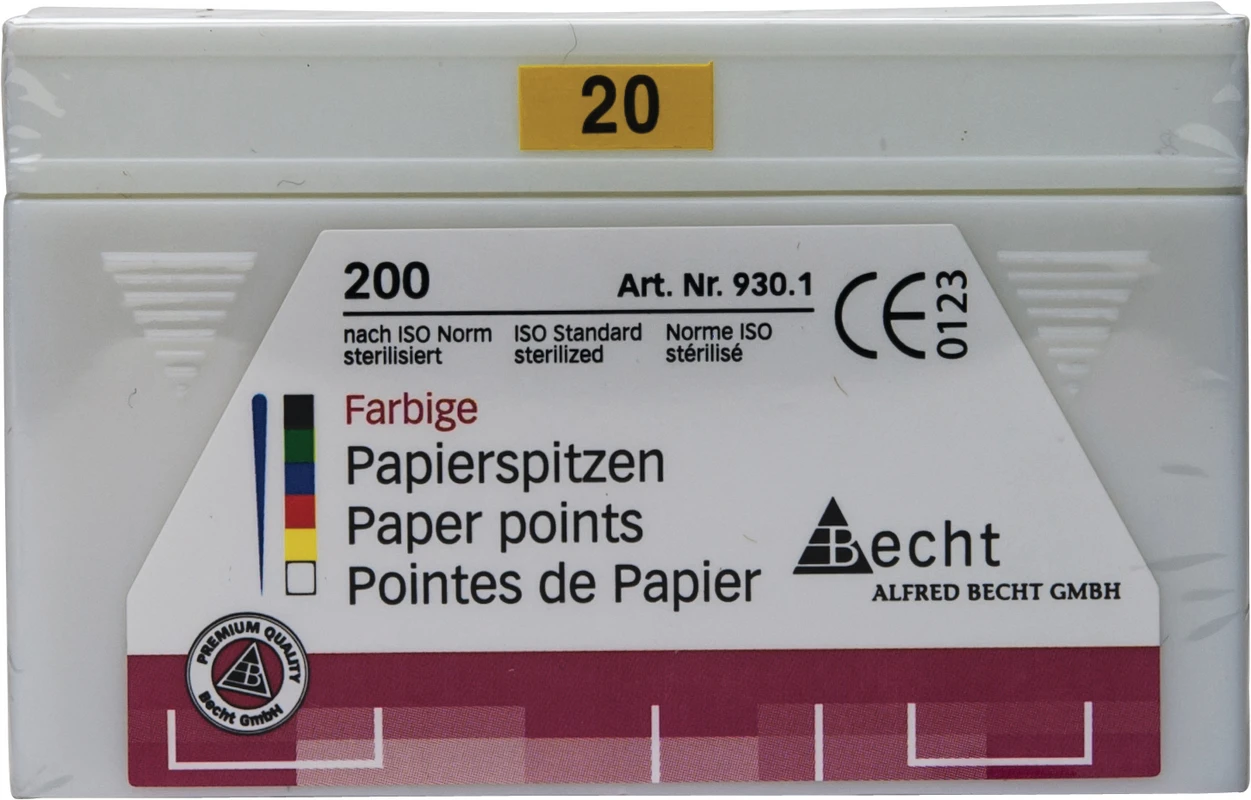 20
200 Art. Nr. 930.1
nach ISO Norm ISO Standard Norme ISO
sterilisiert sterilized stérilisé
CE 0123
Farbige
Papierspitzen
Paper points
Pointes de Papier
Becht
ALFRED BECHT GMBH
PREMIUM QUALITY
B
Becht GmbH